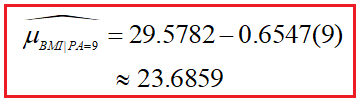 μ̂_{BMI|PA=9} = 29.5782 − 0.6547(9)
≈ 23.6859